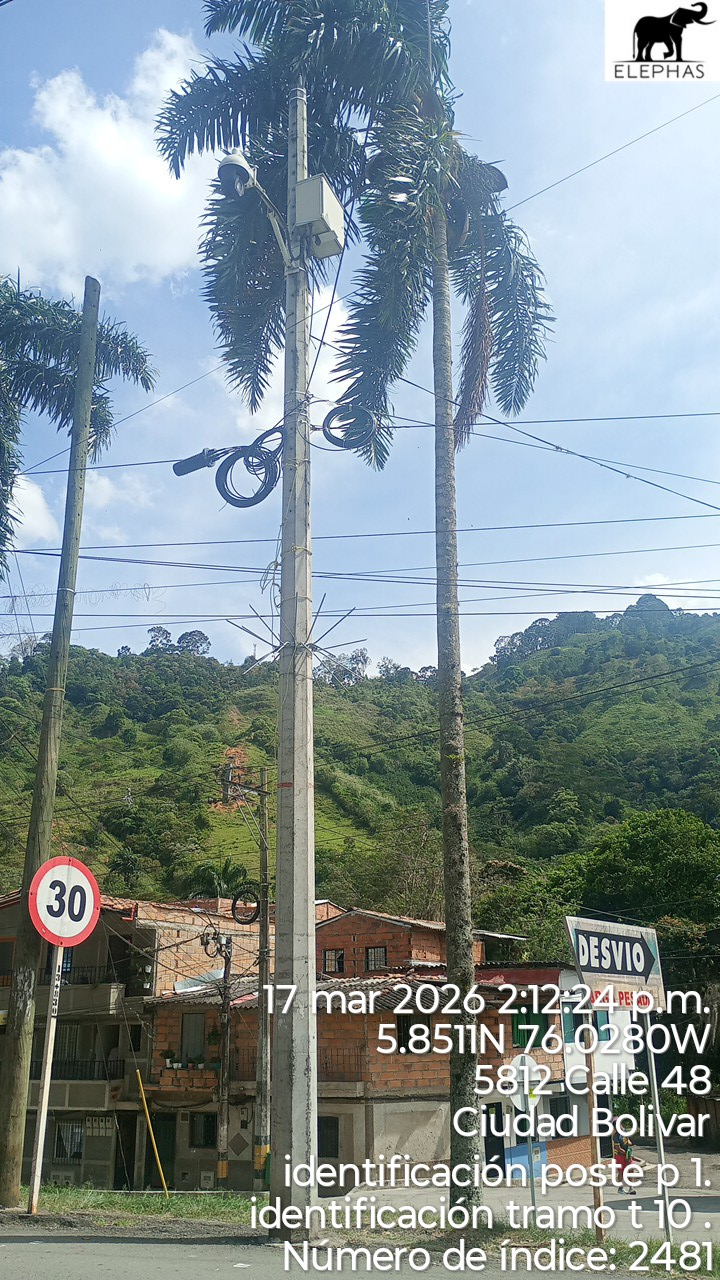 ELEPHAS
30
DESVIO
17 mar 2026 2:12:24 p.m.
5.8511N 76.0280W
5812 Calle 48
Ciudad Bolivar
identificación poste p 1.
identificación tramo t 10 .
Número de índice: 2481